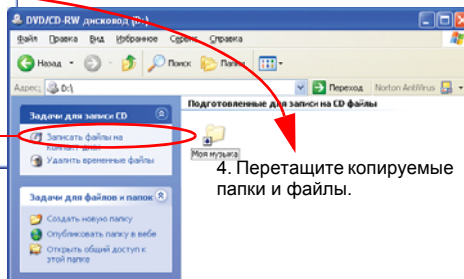 DVD/CD-RW дисковод (D:)
Файл Правка Вид Избранное Сервис Справка
Назад Поиск Папки
Адрес: D:\ Переход Norton AntiVirus
Подготовленные для записи на CD файлы
Задачи для записи CD
Записать файлы на
компакт-диск
Удалить временные файлы
Моя музыка
4. Перетащите копируемые
папки и файлы.
Задачи для файлов и папок
Создать новую папку
Опубликовать папку в вебе
Открыть общий доступ к
этой папке